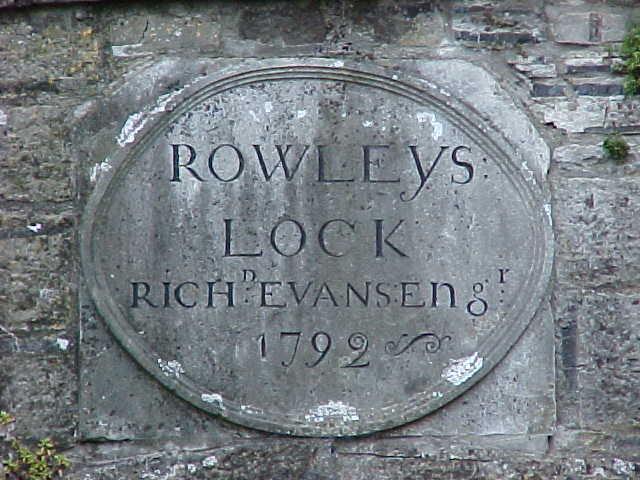 ROWLEYS
LOCK
RICHD EVANS:Engr
1792